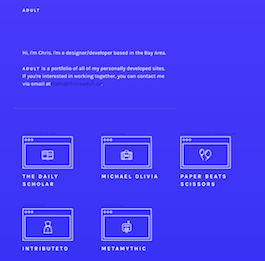 ADULT
Hi, I'm Chris. I'm a designer/developer based in the Bay Area.
ADULT is a portfolio of all of my personally developed sites.
If you're interested in working together, you can contact me
via email at
THE DAILY
SCHOLAR
MICHAEL OLIVIA
PAPER BEATS
SCISSORS
INTRIBUTETO
METAMYTHIC